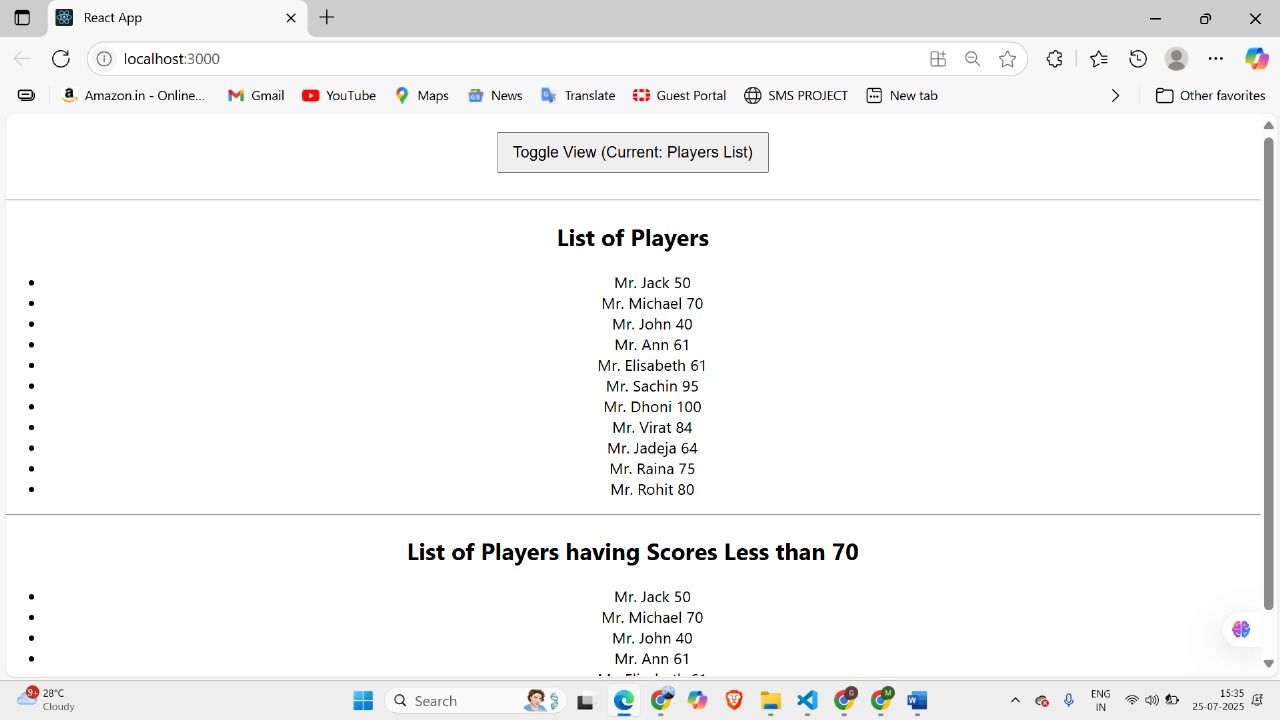 React App
localhost:3000
Amazon.in - Online...
Gmail
YouTube
Maps
News
Translate
Guest Portal
SMS PROJECT
New tab
Other favorites
Toggle View (Current: Players List)
List of Players
Mr. Jack 50
Mr. Michael 70
Mr. John 40
Mr. Ann 61
Mr. Elisabeth 61
Mr. Sachin 95
Mr. Dhoni 100
Mr. Virat 84
Mr. Jadeja 64
Mr. Raina 75
Mr. Rohit 80
List of Players having Scores Less than 70
Mr. Jack 50
Mr. Michael 70
Mr. John 40
Mr. Ann 61
9+
28°C
Cloudy
Search
G
M
ENG
IN
15:35
25-07-2025